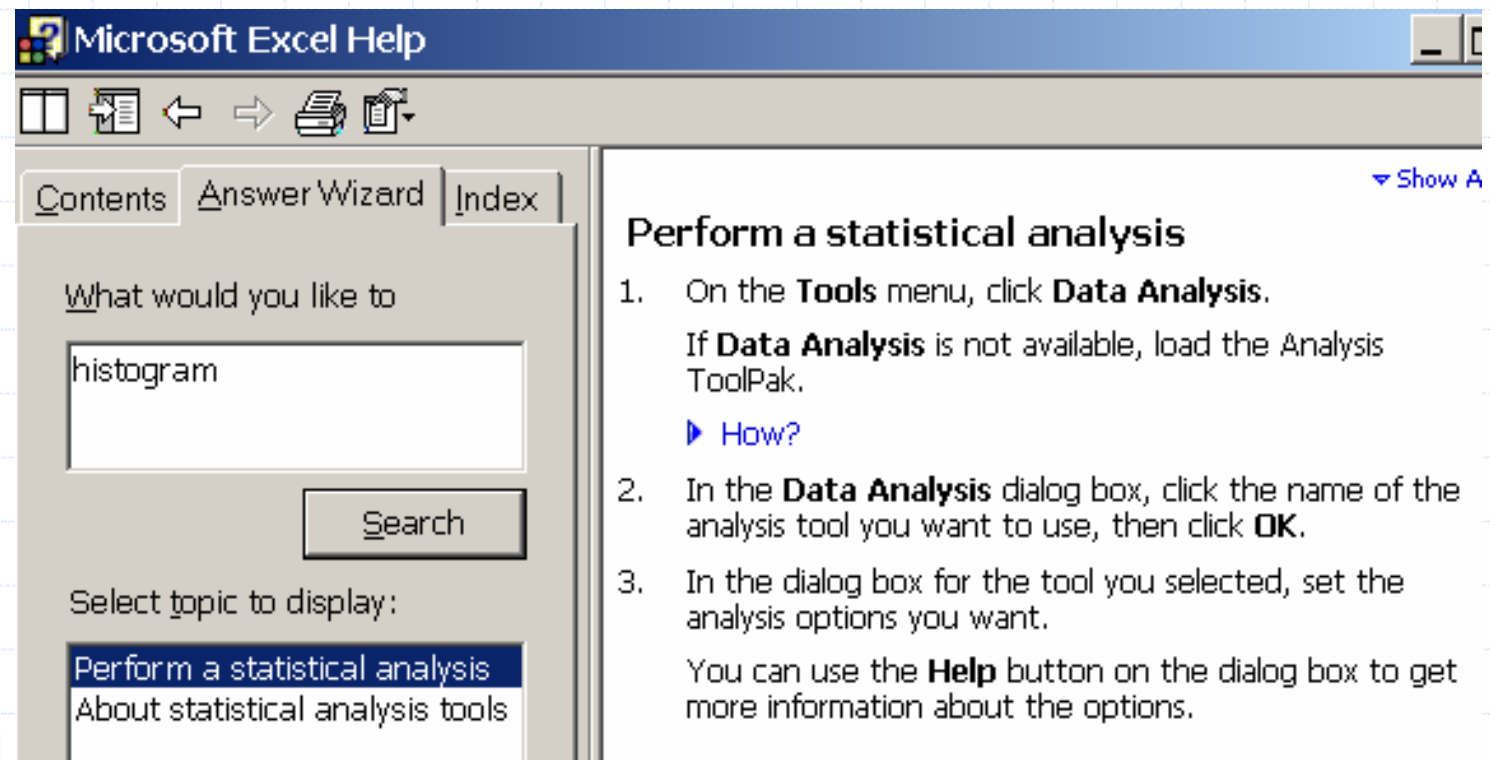 Microsoft Excel Help
Contents
Answer Wizard
Index
What would you like to
histogram
Search
Select topic to display:
Perform a statistical analysis
About statistical analysis tools
Show A
Perform a statistical analysis
1. On the Tools menu, click Data Analysis.
If Data Analysis is not available, load the Analysis
ToolPak.
How?
2. In the Data Analysis dialog box, click the name of the
analysis tool you want to use, then click OK.
3. In the dialog box for the tool you selected, set the
analysis options you want.
You can use the Help button on the dialog box to get
more information about the options.